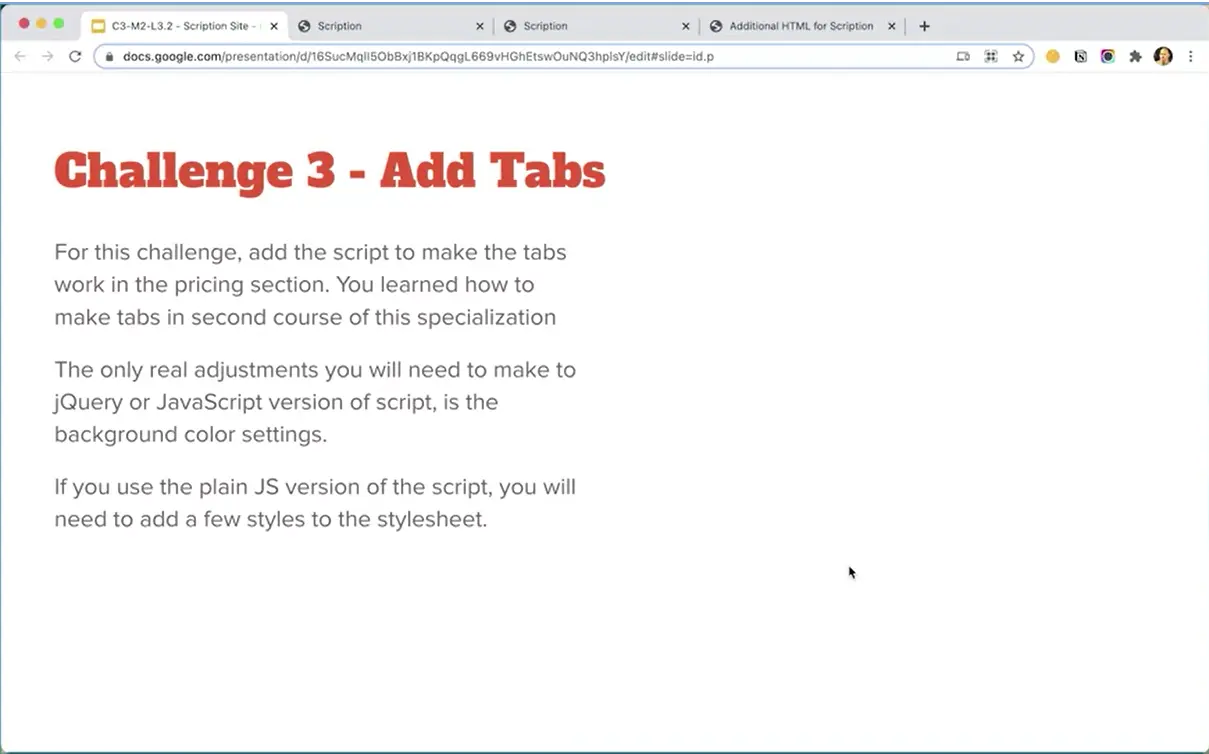 C3-M2-L3.2 - Scription Site -
Scription
Scription
Additional HTML for Scription
docs.google.com/presentation/d/16SucMqIl5ObBxj1BKpQqgL669vHGhEtswOuNQ3hplsY/edit#slide=id.p
Challenge 3 - Add Tabs
For this challenge, add the script to make the tabs
work in the pricing section. You learned how to
make tabs in second course of this specialization
The only real adjustments you will need to make to
jQuery or JavaScript version of script, is the
background color settings.
If you use the plain JS version of the script, you will
need to add a few styles to the stylesheet.